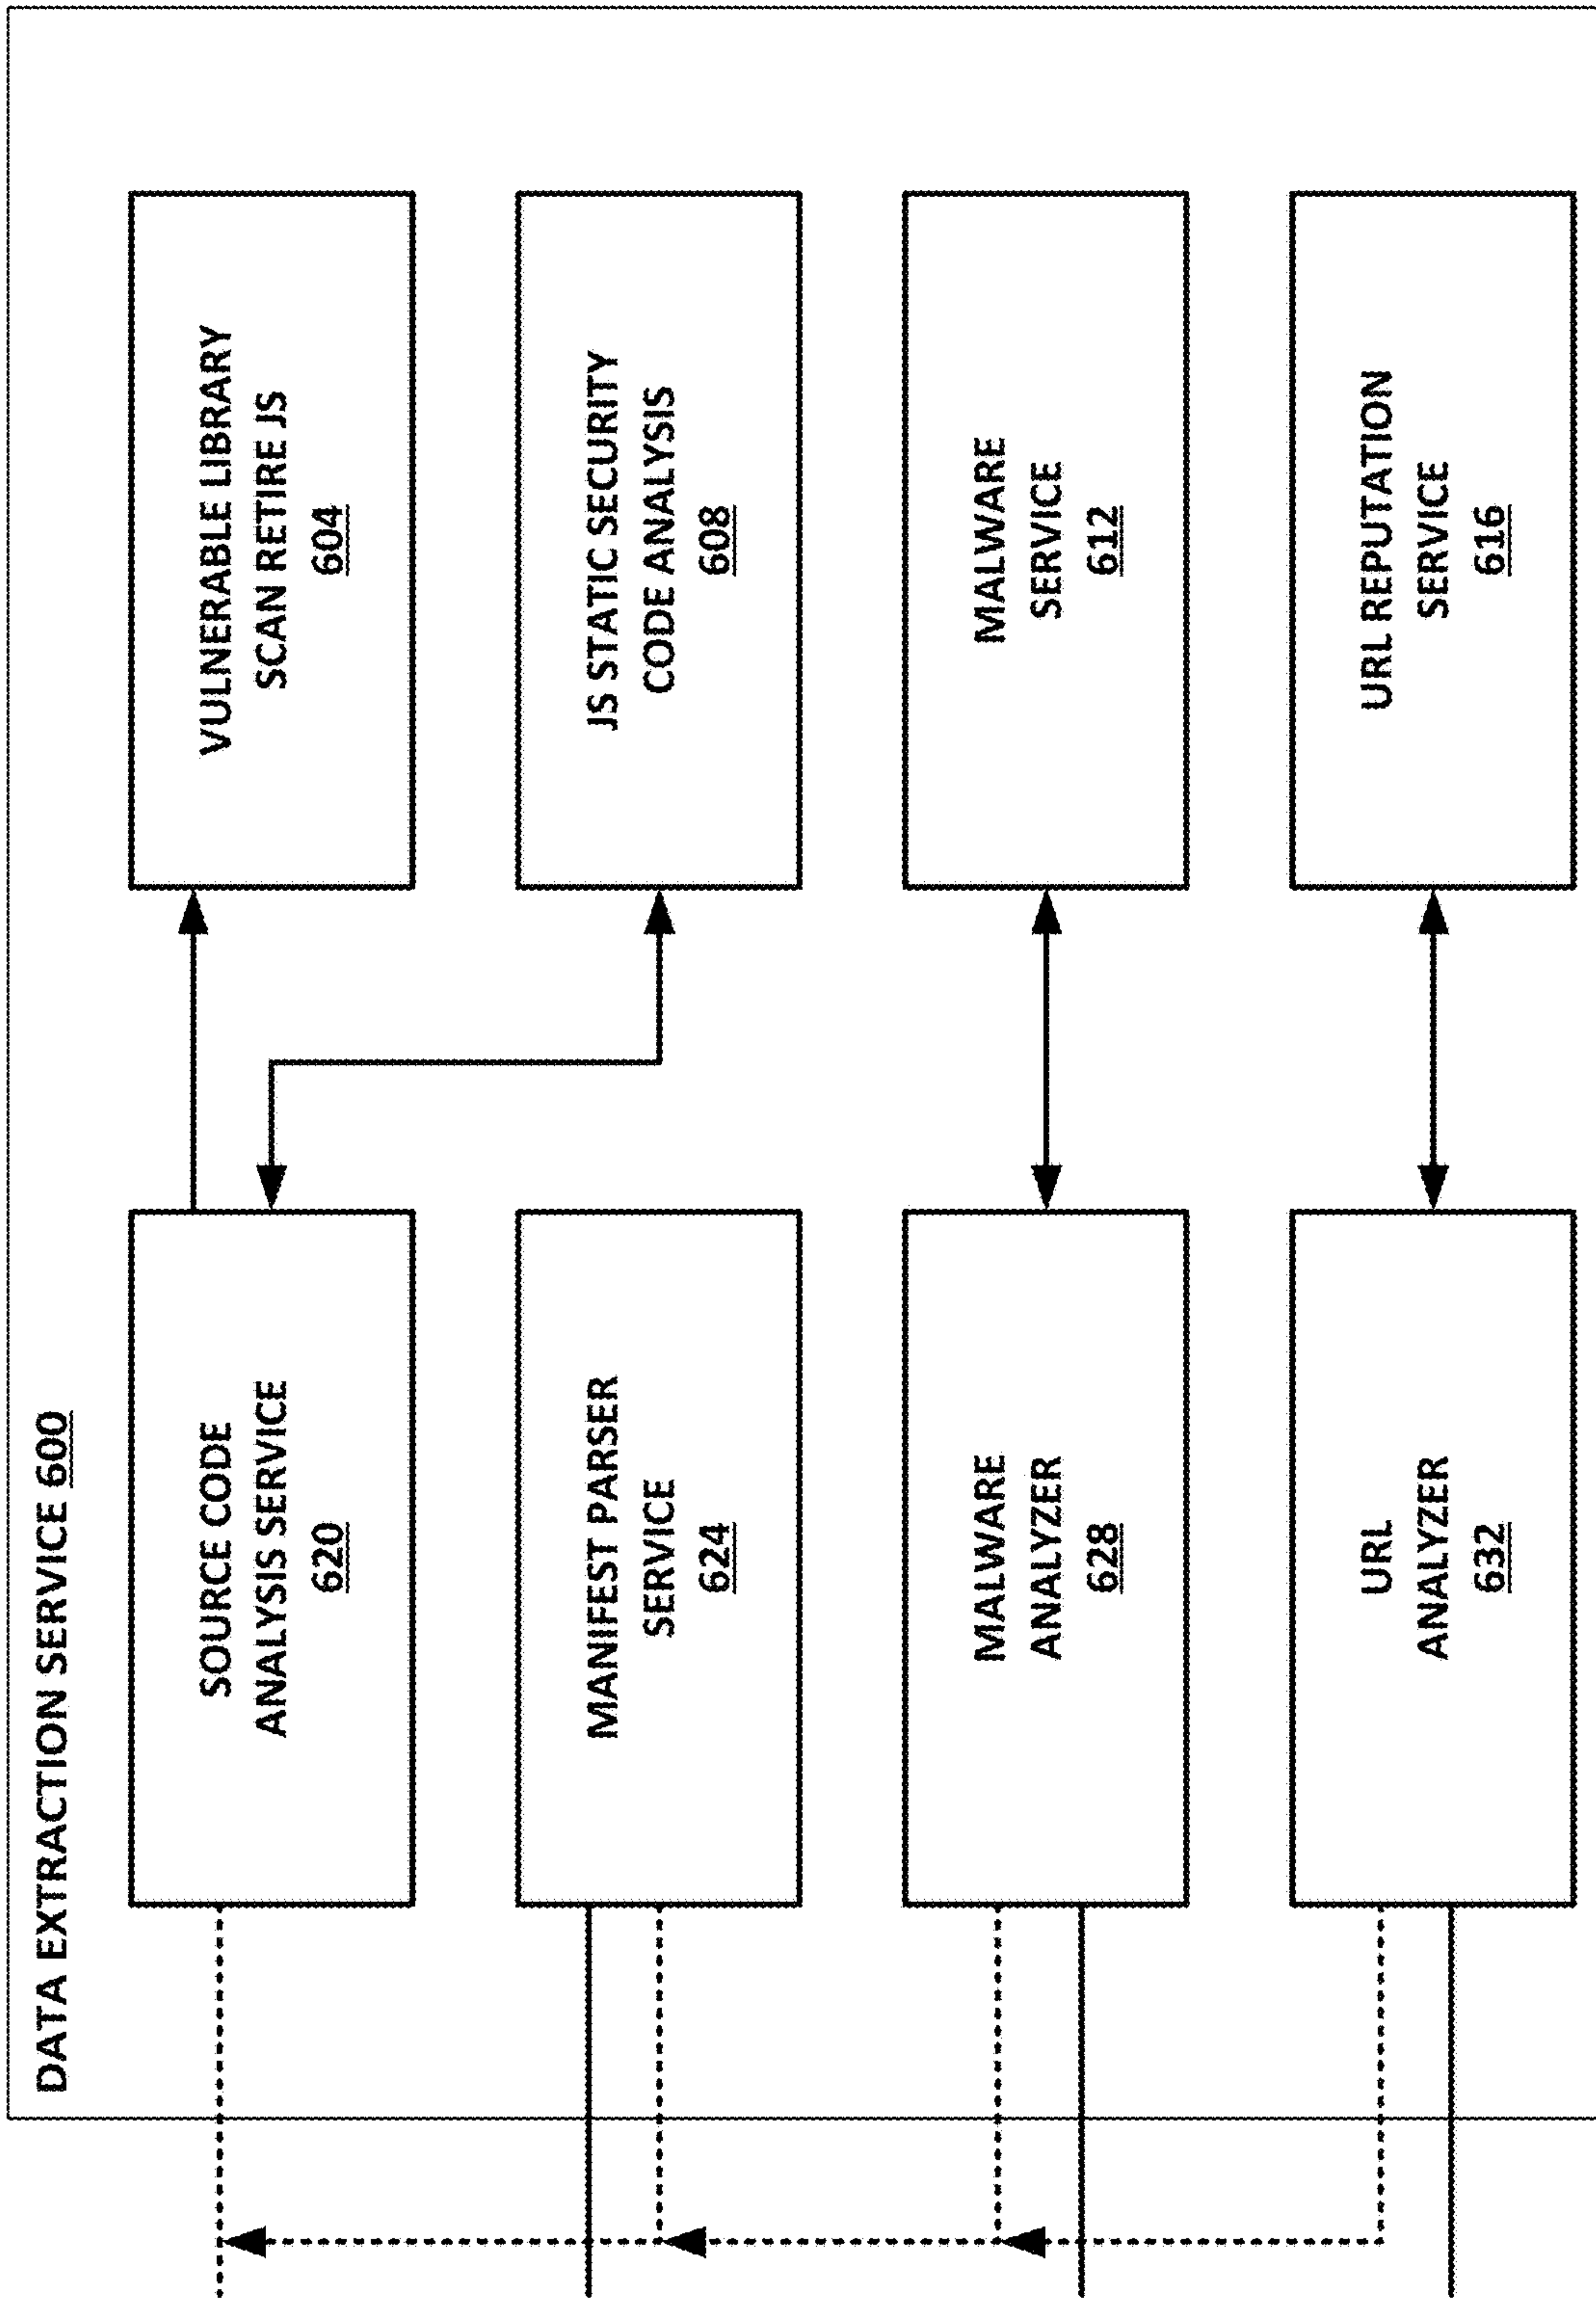 DATA EXTRACTION SERVICE 600
SOURCE CODE
ANALYSIS SERVICE
620
VULNERABLE LIBRARY
SCAN RETIRE JS
604
MANIFEST PARSER
SERVICE
624
JS STATIC SECURITY
CODE ANALYSIS
608
MALWARE
ANALYZER
628
MALWARE
SERVICE
612
URL
ANALYZER
632
URL REPUTATION
SERVICE
616